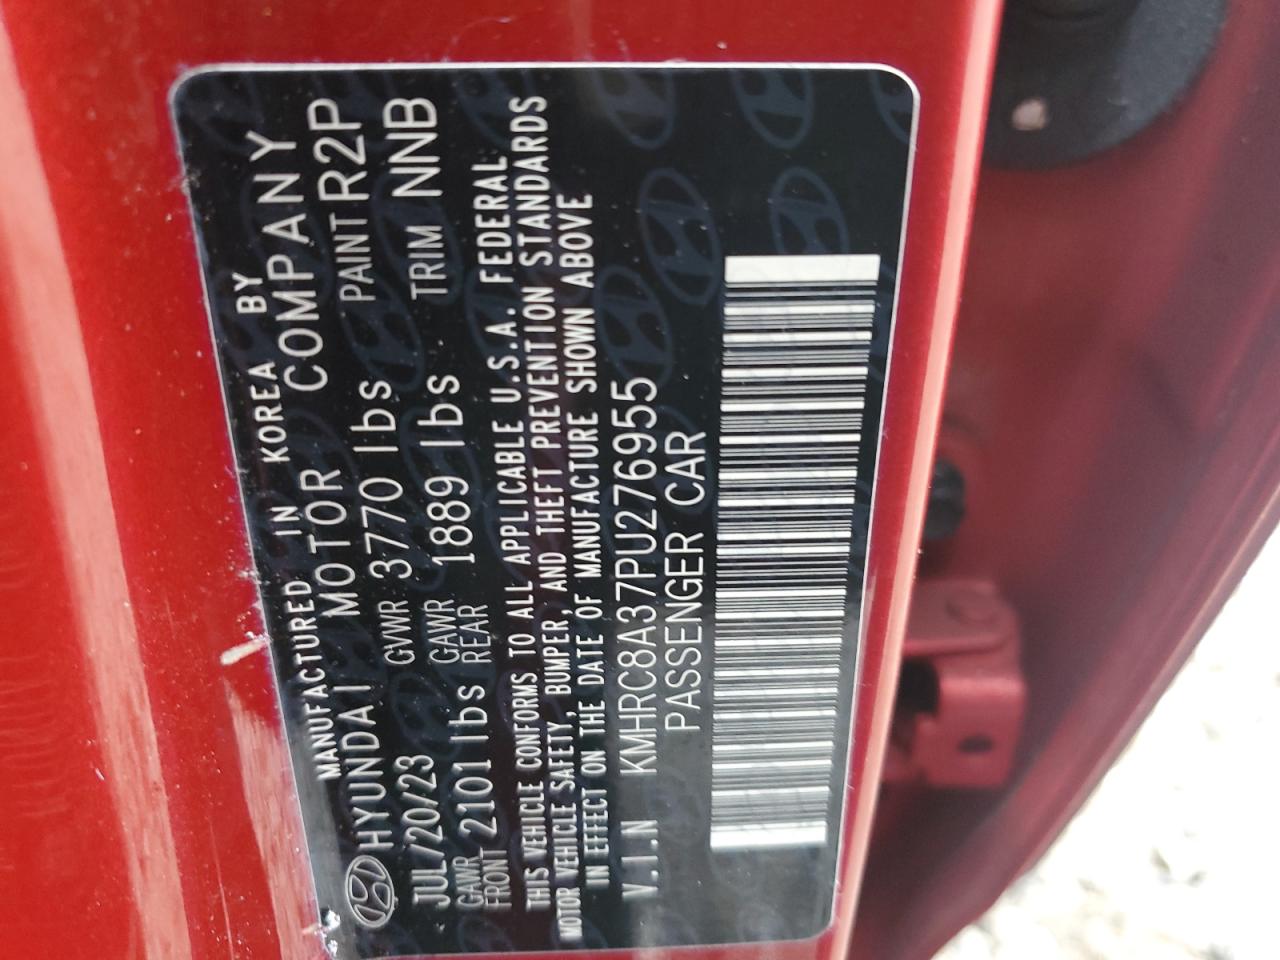 MANUFACTURED IN KOREA BY
HYUNDAI MOTOR COMPANY
JUL/20/23 GVWR 3770 lbs PAINT R2P
GAWR FRONT 2101 lbs GAWR REAR 1889 lbs TRIM NNB
THIS VEHICLE CONFORMS TO ALL APPLICABLE U.S.A. FEDERAL
MOTOR VEHICLE SAFETY, BUMPER, AND THEFT PREVENTION STANDARDS
IN EFFECT ON THE DATE OF MANUFACTURE SHOWN ABOVE
V.I.N KMHRC8A37PU276955
PASSENGER CAR